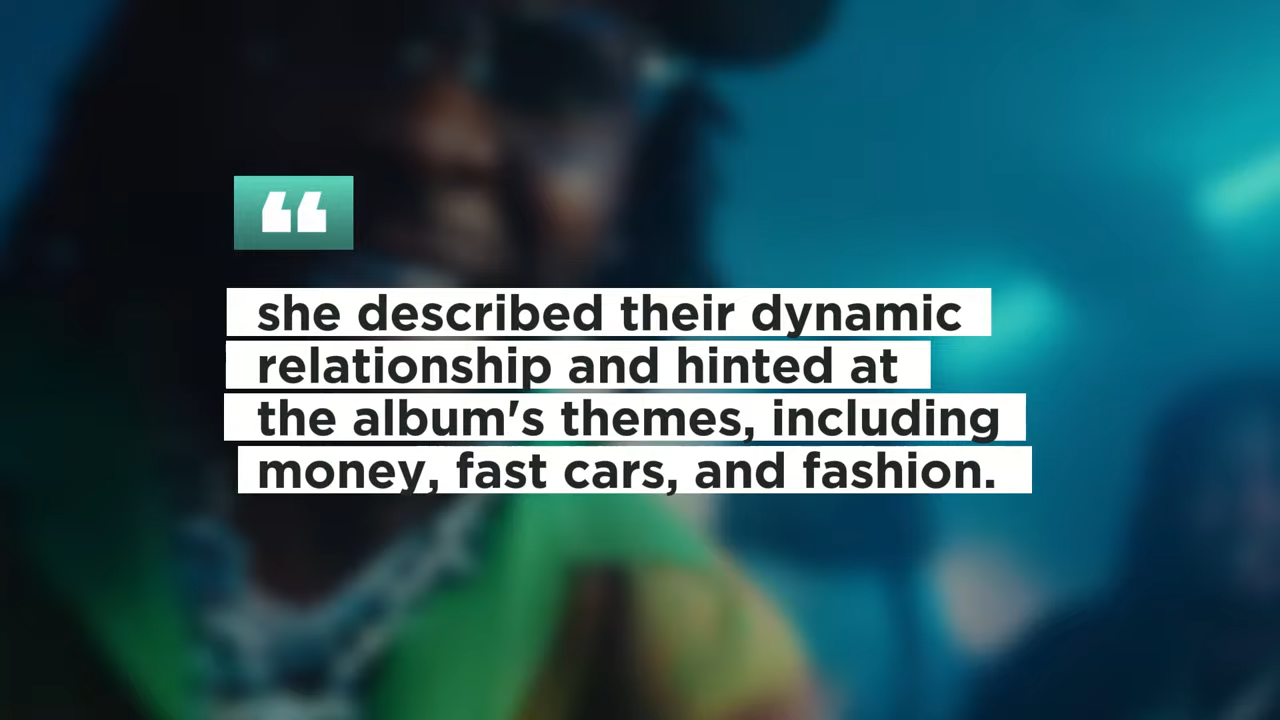 ❝
she described their dynamic
relationship and hinted at
the album's themes, including
money, fast cars, and fashion.